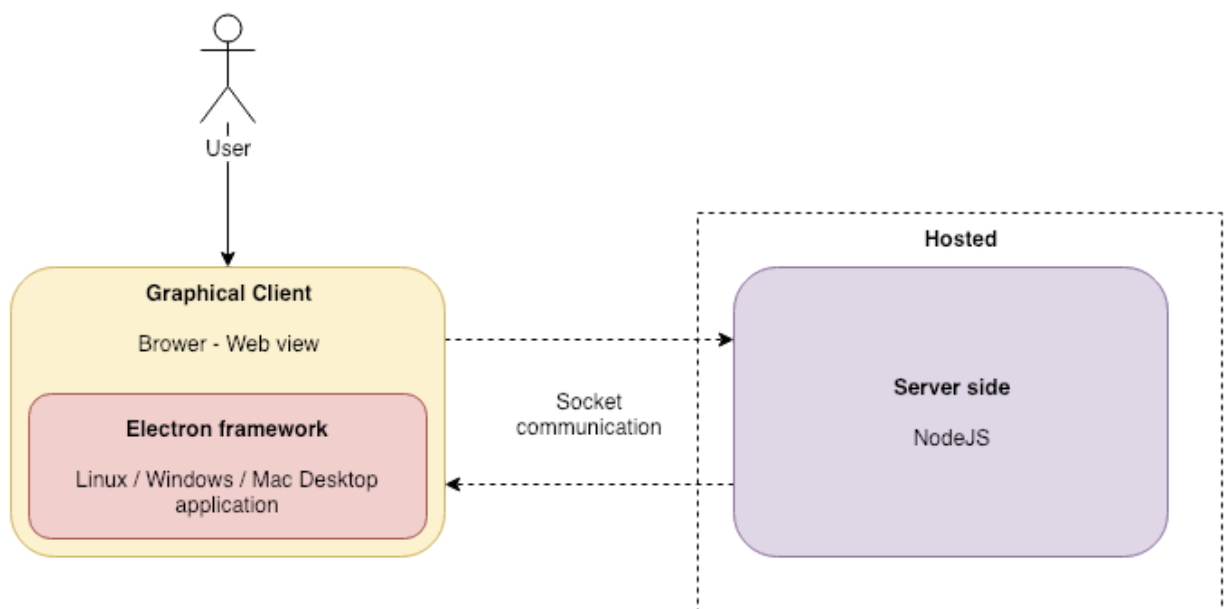 User
Hosted
Graphical Client
Brower - Web view
Electron framework
Linux / Windows / Mac Desktop
application
Socket
communication
Server side
NodeJS